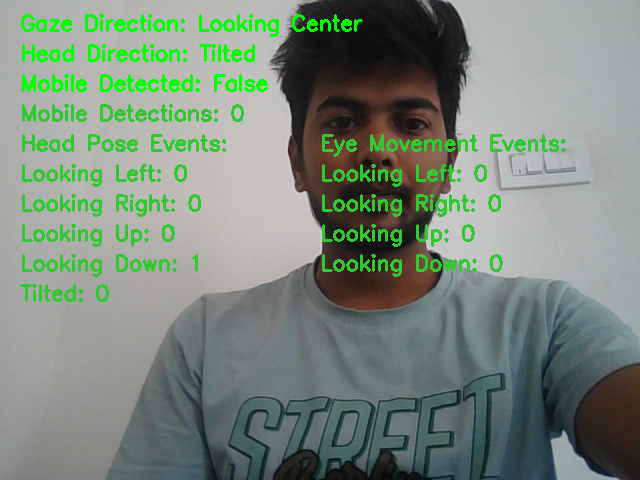 Gaze Direction: Looking Center
Head Direction: Tilted
Mobile Detected: False
Mobile Detections: 0
Head Pose Events:
Looking Left: 0
Looking Right: 0
Looking Up: 0
Looking Down: 1
Tilted: 0
Eye Movement Events:
Looking Left: 0
Looking Right: 0
Looking Up: 0
Looking Down: 0
STREET